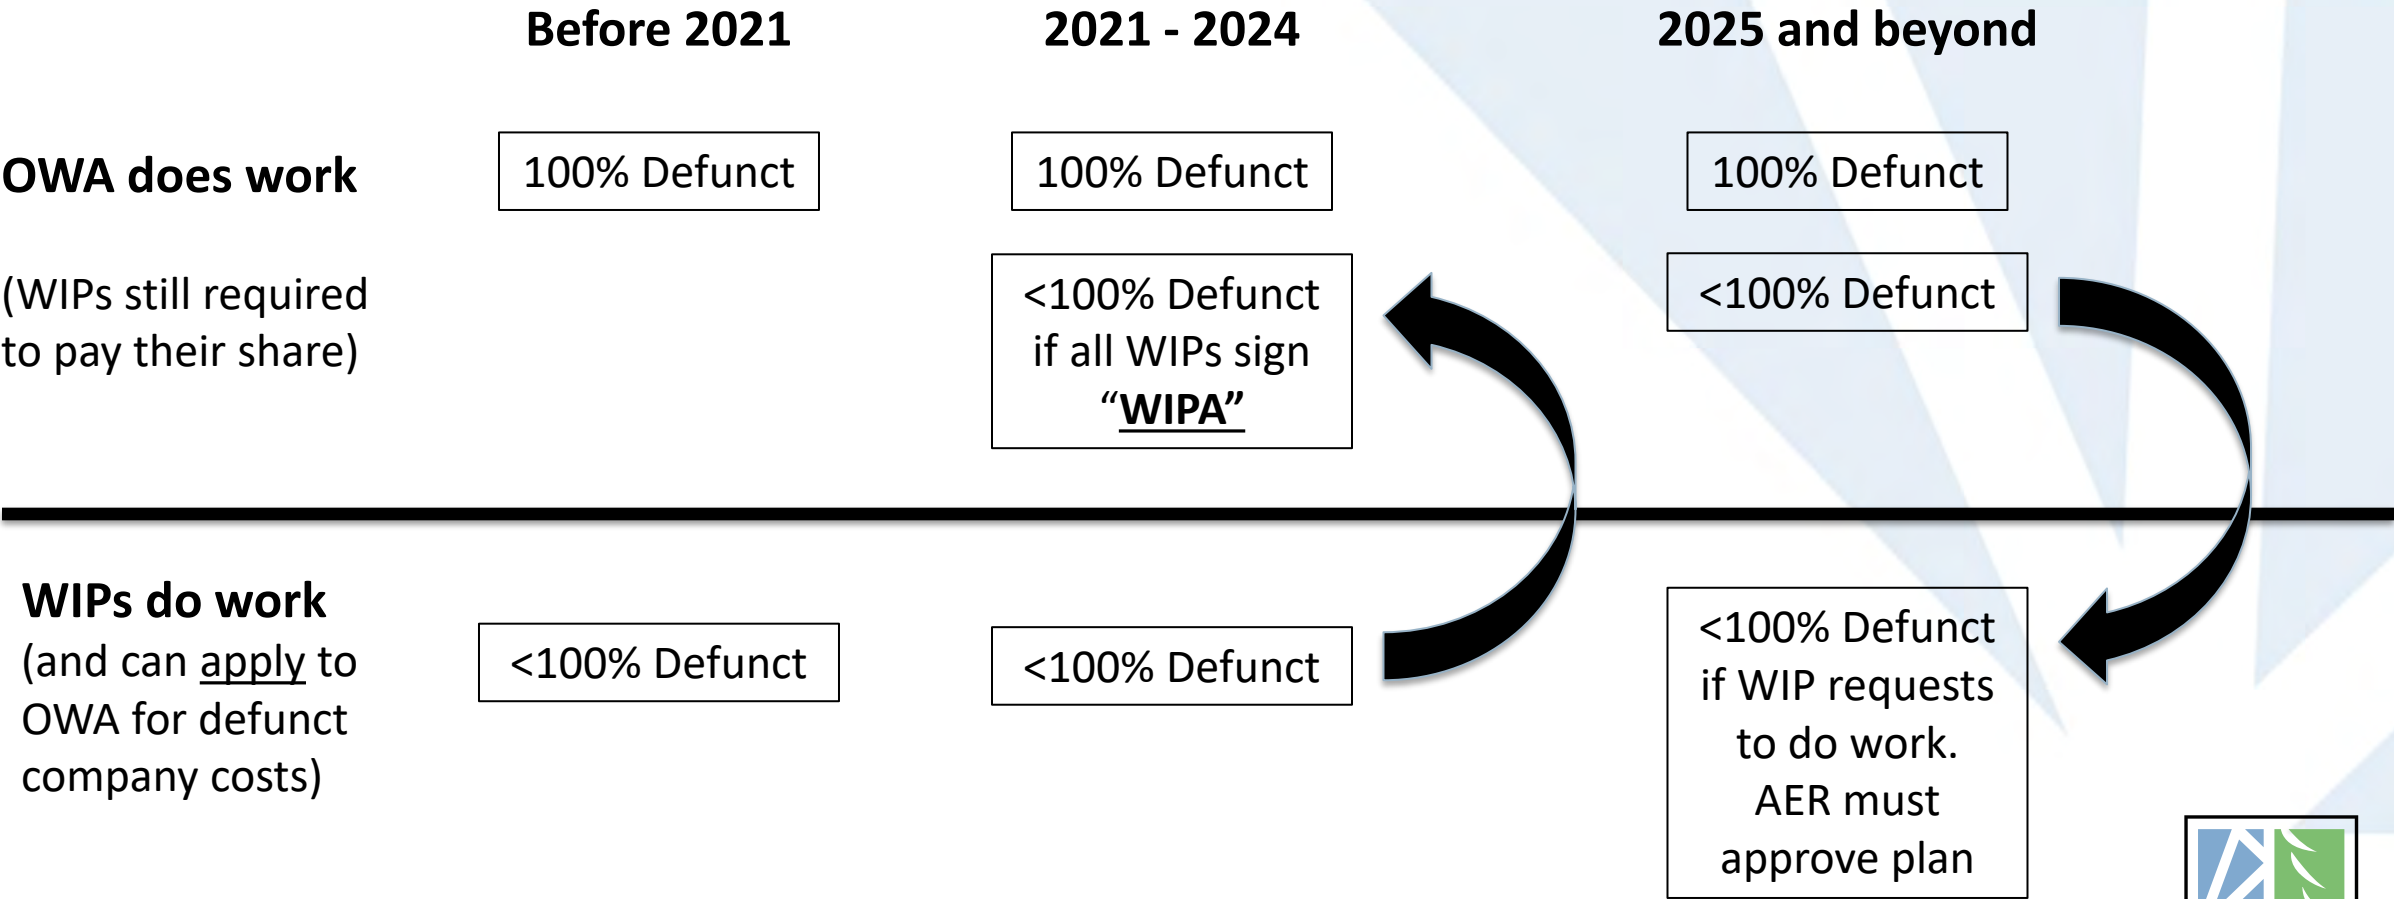 Before 2021
2021 - 2024
2025 and beyond
OWA does work
100% Defunct
100% Defunct
100% Defunct
(WIPs still required
to pay their share)
<100% Defunct
if all WIPs sign
“WIPA”
<100% Defunct
WIPs do work
(and can apply to
OWA for defunct
company costs)
<100% Defunct
<100% Defunct
<100% Defunct
if WIP requests
to do work.
AER must
approve plan